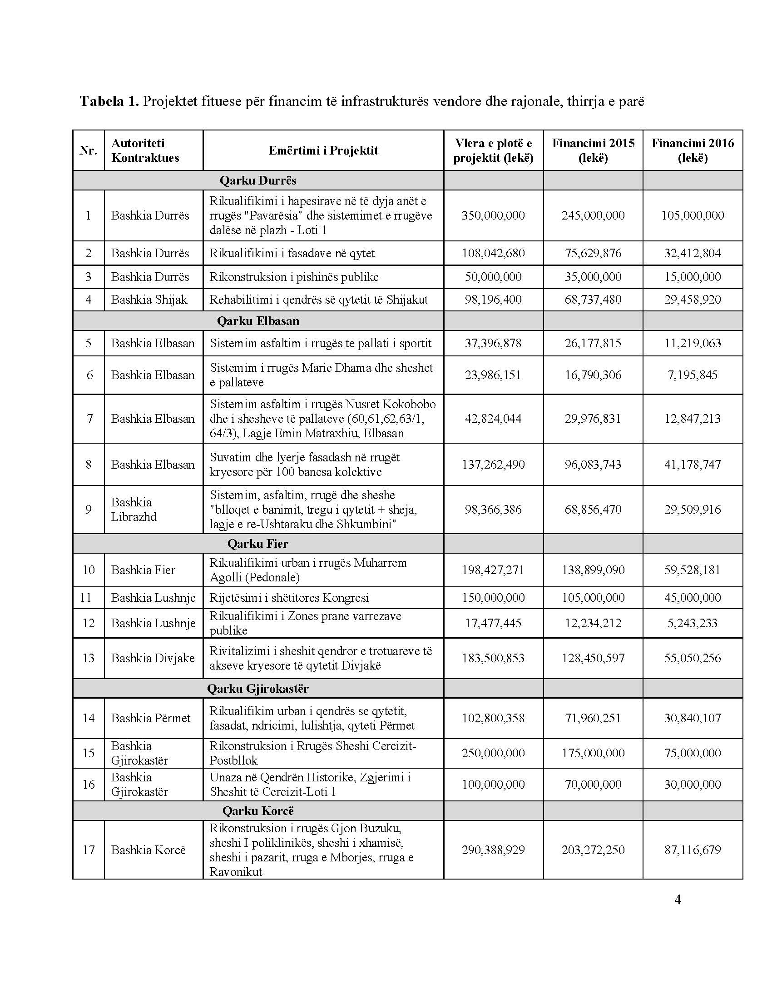 Tabela 1. Projektet fituese për financim të infrastrukturës vendore dhe rajonale, thirrja e parë
Nr.
Autoriteti
Kontraktues
Emërtimi i Projektit
Vlera e plotë e
projektit (lekë)
Financimi 2015
(lekë)
Financimi 2016
(lekë)
Qarku Durrës
1
Bashkia Durrës
Rikualifikimi i hapesirave në të dyja anët e
rrugës "Pavarësia" dhe sistemimet e rrugëve
dalëse në plazh - Loti 1
350,000,000
245,000,000
105,000,000
2
Bashkia Durrës
Rikualifikimi i fasadave në qytet
108,042,680
75,629,876
32,412,804
3
Bashkia Durrës
Rikonstruksion i pishinës publike
50,000,000
35,000,000
15,000,000
4
Bashkia Shijak
Rehabilitimi i qendrës së qytetit të Shijakut
98,196,400
68,737,480
29,458,920
Qarku Elbasan
5
Bashkia Elbasan
Sistemim asfaltim i rrugës te pallati i sportit
37,396,878
26,177,815
11,219,063
6
Bashkia Elbasan
Sistemim i rrugës Marie Dhama dhe sheshet
e pallateve
23,986,151
16,790,306
7,195,845
7
Bashkia Elbasan
Sistemim asfaltim i rrugës Nusret Kokobobo
dhe i shesheve të pallateve (60,61,62,63/1,
64/3), Lagje Emin Matraxhiu, Elbasan
42,824,044
29,976,831
12,847,213
8
Bashkia Elbasan
Suvatim dhe lyerje fasadash në rrugët
kryesore për 100 banesa kolektive
137,262,490
96,083,743
41,178,747
9
Bashkia
Librazhd
Sistemim, asfaltim, rrugë dhe sheshe
"blloqet e banimit, tregu i qytetit + sheja,
lagje e re-Ushtaraku dhe Shkumbini"
98,366,386
68,856,470
29,509,916
Qarku Fier
10
Bashkia Fier
Rikualifikimi urban i rrugës Muharrem
Agolli (Pedonale)
198,427,271
138,899,090
59,528,181
11
Bashkia Lushnje
Rijetësimi i shëtitores Kongresi
150,000,000
105,000,000
45,000,000
12
Bashkia Lushnje
Rikualifikimi i Zones prane varrezave
publike
17,477,445
12,234,212
5,243,233
13
Bashkia Divjake
Rivitalizimi i sheshit qendror e trotuareve të
akseve kryesore të qytetit Divjakë
183,500,853
128,450,597
55,050,256
Qarku Gjirokastër
14
Bashkia Përmet
Rikualifikim urban i qendrës se qytetit,
fasadat, ndricimi, lulishtja, qyteti Përmet
102,800,358
71,960,251
30,840,107
15
Bashkia
Gjirokastër
Rikonstruksion i Rrugës Sheshi Cercizit-
Postbllok
250,000,000
175,000,000
75,000,000
16
Bashkia
Gjirokastër
Unaza në Qendrën Historike, Zgjerimi i
Sheshit të Cercizit-Loti 1
100,000,000
70,000,000
30,000,000
Qarku Korcë
17
Bashkia Korcë
Rikonstruksion i rrugës Gjon Buzuku,
sheshi I poliklinikës, sheshi i xhamisë,
sheshi i pazarit, rruga e Mborjes, rruga e
Ravonikut
290,388,929
203,272,250
87,116,679
4